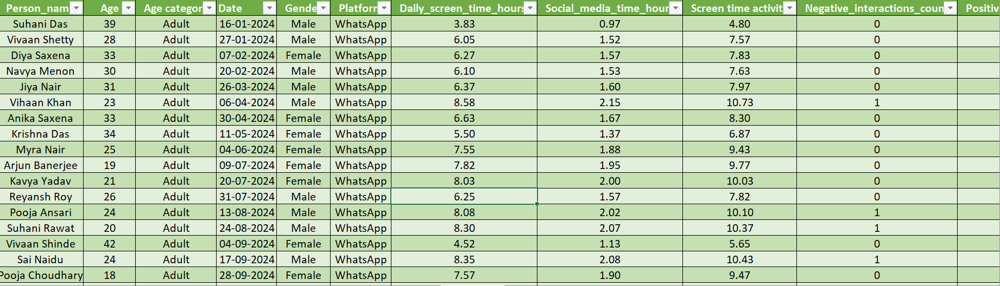 Person_nam Age Age categor Date Gende Platforr Daily_screen_time_hours Social_media_time_hour Screen time activit Negative_interactions_coun Positiv
Suhani Das 39 Adult 16-01-2024 Male WhatsApp 3.83 0.97 4.80 0
Vivaan Shetty 28 Adult 27-01-2024 Male WhatsApp 6.05 1.52 7.57 0
Diya Saxena 33 Adult 07-02-2024 Female WhatsApp 6.27 1.57 7.83 0
Navya Menon 30 Adult 20-02-2024 Male WhatsApp 6.10 1.53 7.63 0
Jiya Nair 31 Adult 26-03-2024 Male WhatsApp 6.37 1.60 7.97 0
Vihaan Khan 23 Adult 06-04-2024 Male WhatsApp 8.58 2.15 10.73 1
Anika Saxena 33 Adult 30-04-2024 Female WhatsApp 6.63 1.67 8.30 0
Krishna Das 34 Adult 11-05-2024 Female WhatsApp 5.50 1.37 6.87 0
Myra Nair 25 Adult 04-06-2024 Female WhatsApp 7.55 1.88 9.43 0
Arjun Banerjee 19 Adult 09-07-2024 Female WhatsApp 7.82 1.95 9.77 0
Kavya Yadav 21 Adult 20-07-2024 Female WhatsApp 8.03 2.00 10.03 0
Reyansh Roy 26 Adult 31-07-2024 Male WhatsApp 6.25 1.57 7.82 0
Pooja Ansari 24 Adult 13-08-2024 Male WhatsApp 8.08 2.02 10.10 1
Suhani Rawat 20 Adult 24-08-2024 Male WhatsApp 8.30 2.07 10.37 1
Vivaan Shinde 42 Adult 04-09-2024 Female WhatsApp 4.52 1.13 5.65 0
Sai Naidu 24 Adult 17-09-2024 Male WhatsApp 8.35 2.08 10.43 1
Pooja Choudhary 18 Adult 28-09-2024 Female WhatsApp 7.57 1.90 9.47 0